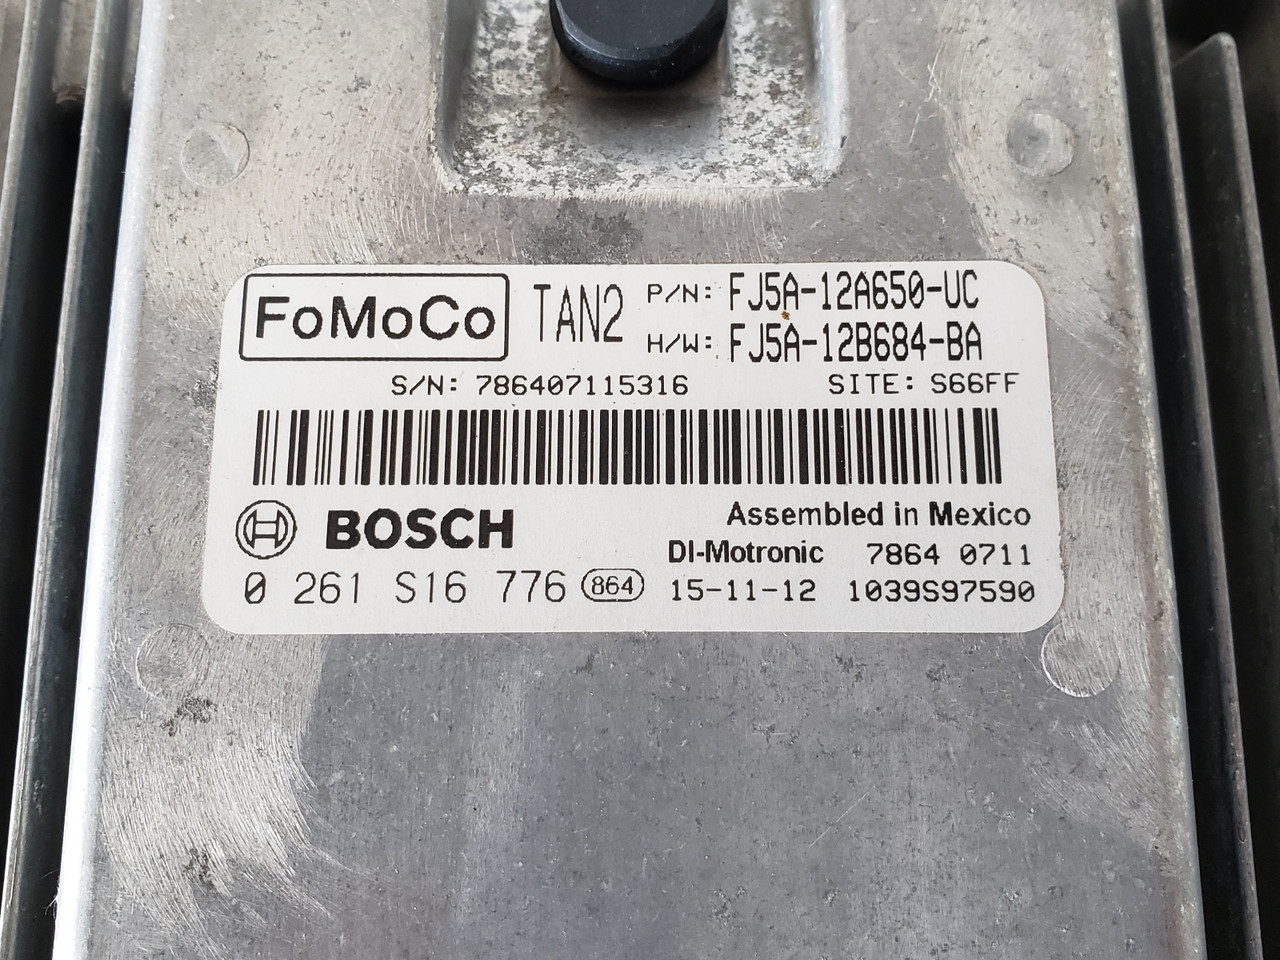 FoMoCo TAN2 P/N: FJ5A-12A650-UC
H/W: FJ5A-12B684-BA
S/N: 786407115316 SITE: S66FF
BOSCH Assembled in Mexico
DI-Motronic 7864 0711
0 261 S16 776 864 15-11-12 1039S97590